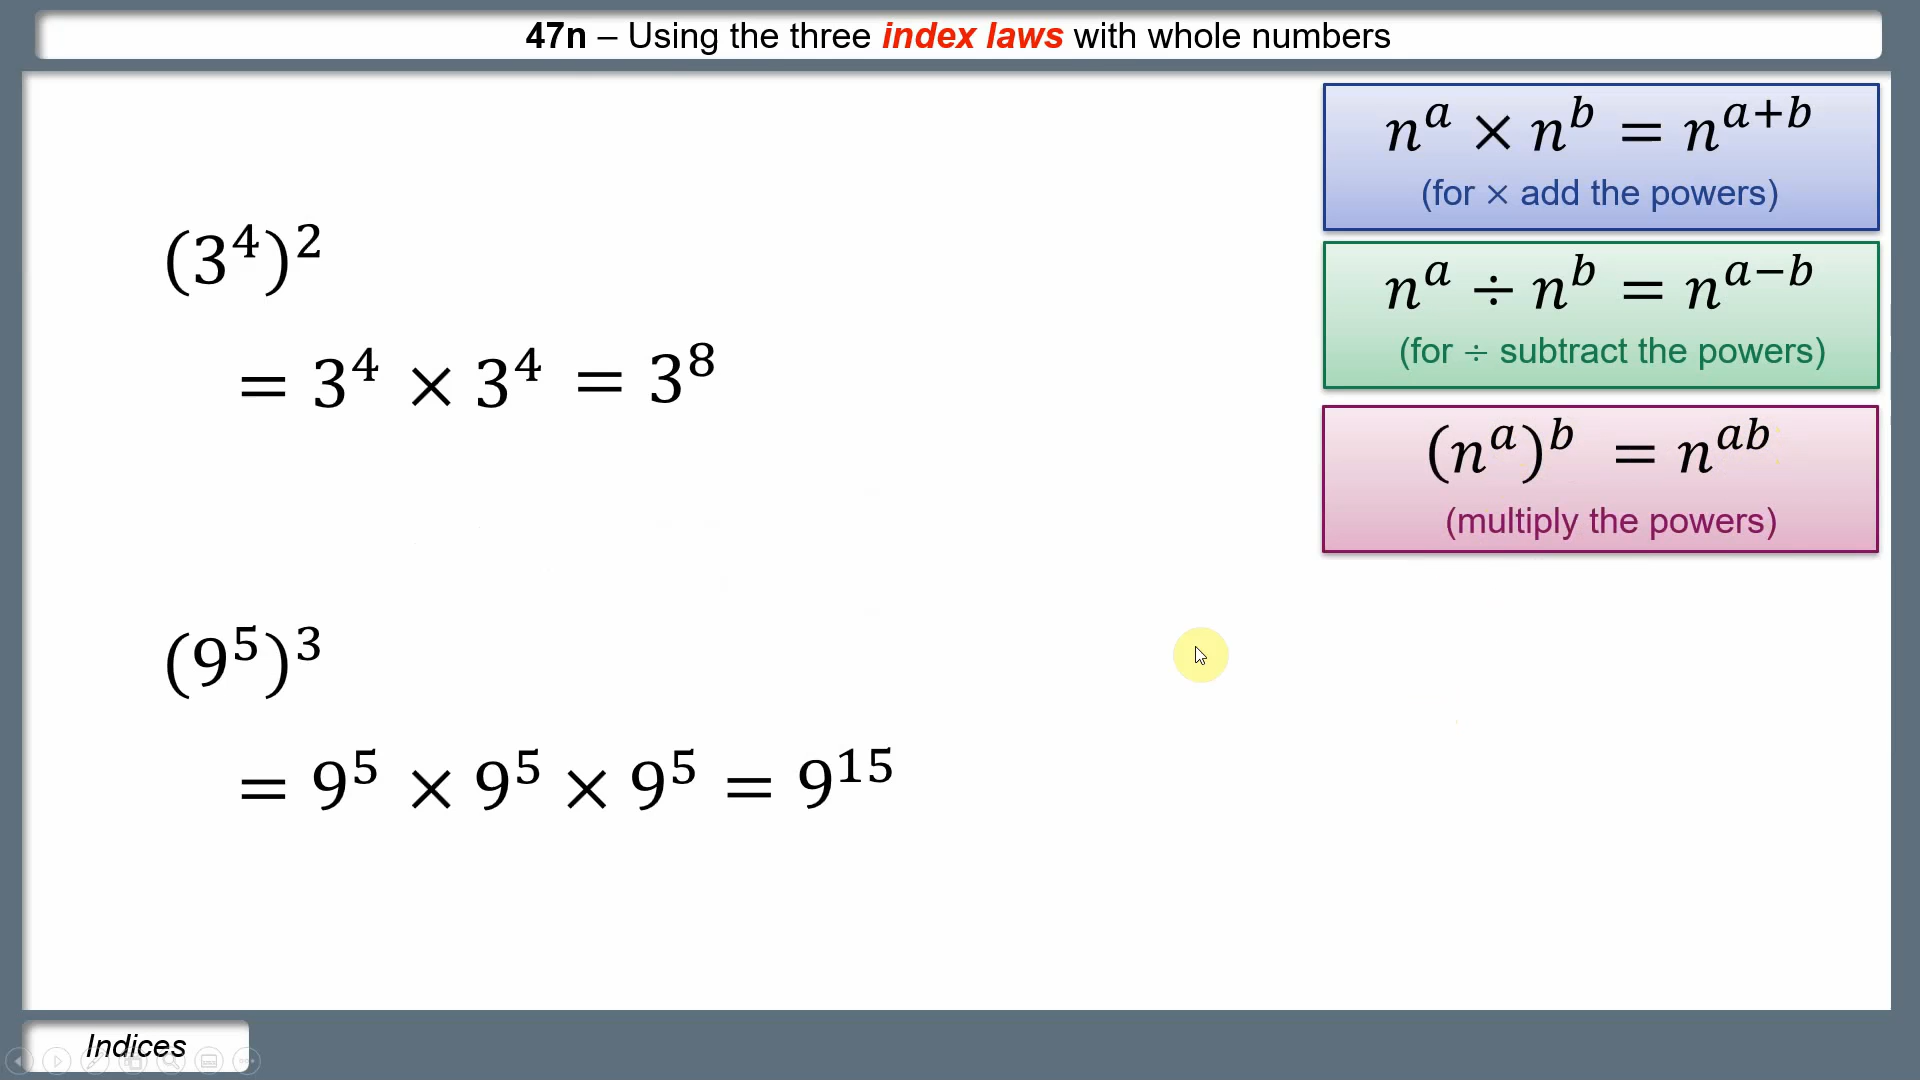 47n – Using the three index laws with whole numbers
(3⁴)²
= 3⁴ × 3⁴ = 3⁸
(9⁵)³
= 9⁵ × 9⁵ × 9⁵ = 9¹⁵
nᵃ × nᵇ = nᵃ⁺ᵇ
(for × add the powers)
nᵃ ÷ nᵇ = nᵃ⁻ᵇ
(for ÷ subtract the powers)
(nᵃ)ᵇ = nᵃᵇ
(multiply the powers)
Indices